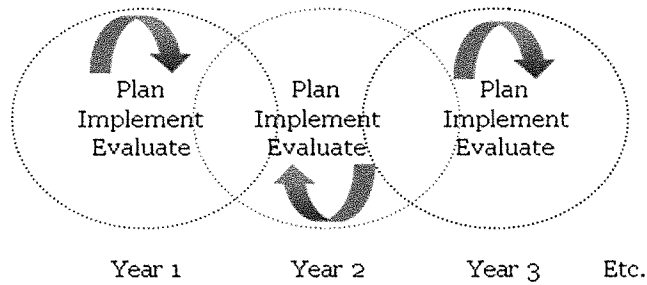 Plan
Implement
Evaluate
Plan
Implement
Evaluate
Plan
Implement
Evaluate
Year 1
Year 2
Year 3
Etc.